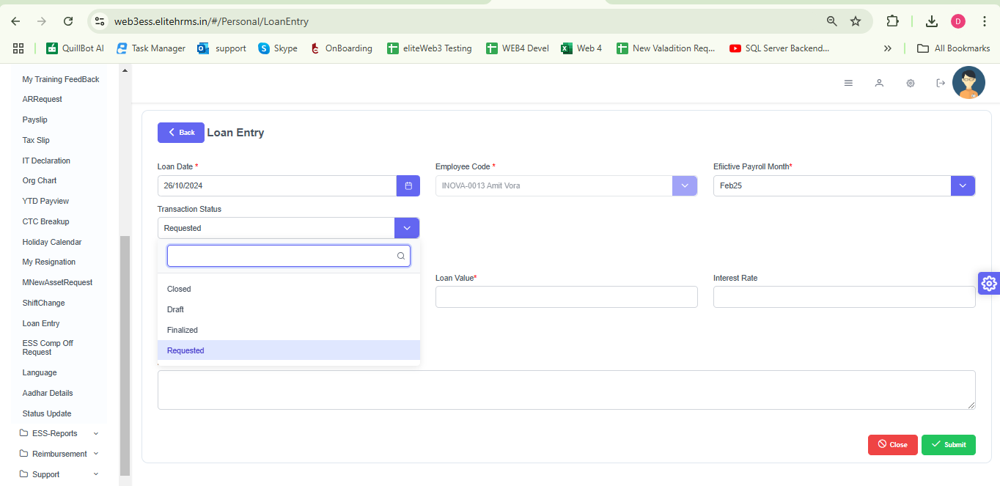 web3ess.elitehrms.in/#/Personal/LoanEntry
D
QuillBot AI
Task Manager
support
Skype
OnBoarding
eliteWeb3 Testing
WEB4 Devel
Web 4
New Valadition Req...
SQL Server Backend...
All Bookmarks
My Training FeedBack
ARRequest
Payslip
Tax Slip
IT Declaration
Org Chart
YTD Payview
CTC Breakup
Holiday Calendar
My Resignation
MNewAssetRequest
ShiftChange
Loan Entry
ESS Comp Off
Request
Language
Aadhar Details
Status Update
ESS-Reports
Reimbursement
Support
Back
Loan Entry
Loan Date *
Employee Code *
Efiictive Payroll Month*
26/10/2024
INOVA-0013 Amit Vora
Feb25
Transaction Status
Requested
Closed
Draft
Finalized
Requested
Loan Value*
Interest Rate
Close
Submit